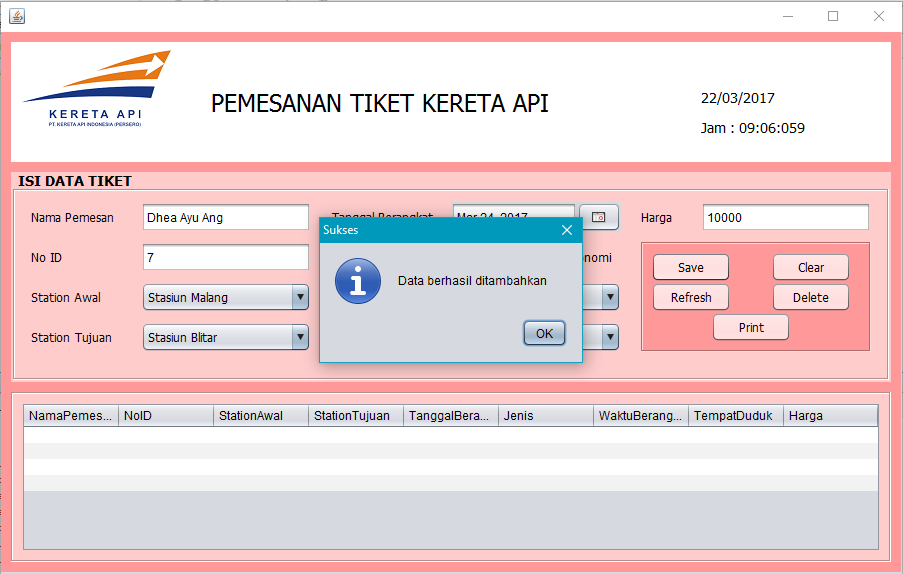 KERETA API
PT. KERETA API INDONESIA (PERSERO)
PEMESANAN TIKET KERETA API
22/03/2017
Jam : 09:06:059
ISI DATA TIKET
Nama Pemesan
Dhea Ayu Ang
Tanggal Berangkat
Mar 24, 2017
Harga
10000
No ID
7
nomi
Station Awal
Stasiun Malang
Station Tujuan
Stasiun Blitar
Sukses
Data berhasil ditambahkan
OK
Save
Clear
Refresh
Delete
Print
NamaPemes... NoID StationAwal StationTujuan TanggalBera... Jenis WaktuBerang... TempatDuduk Harga